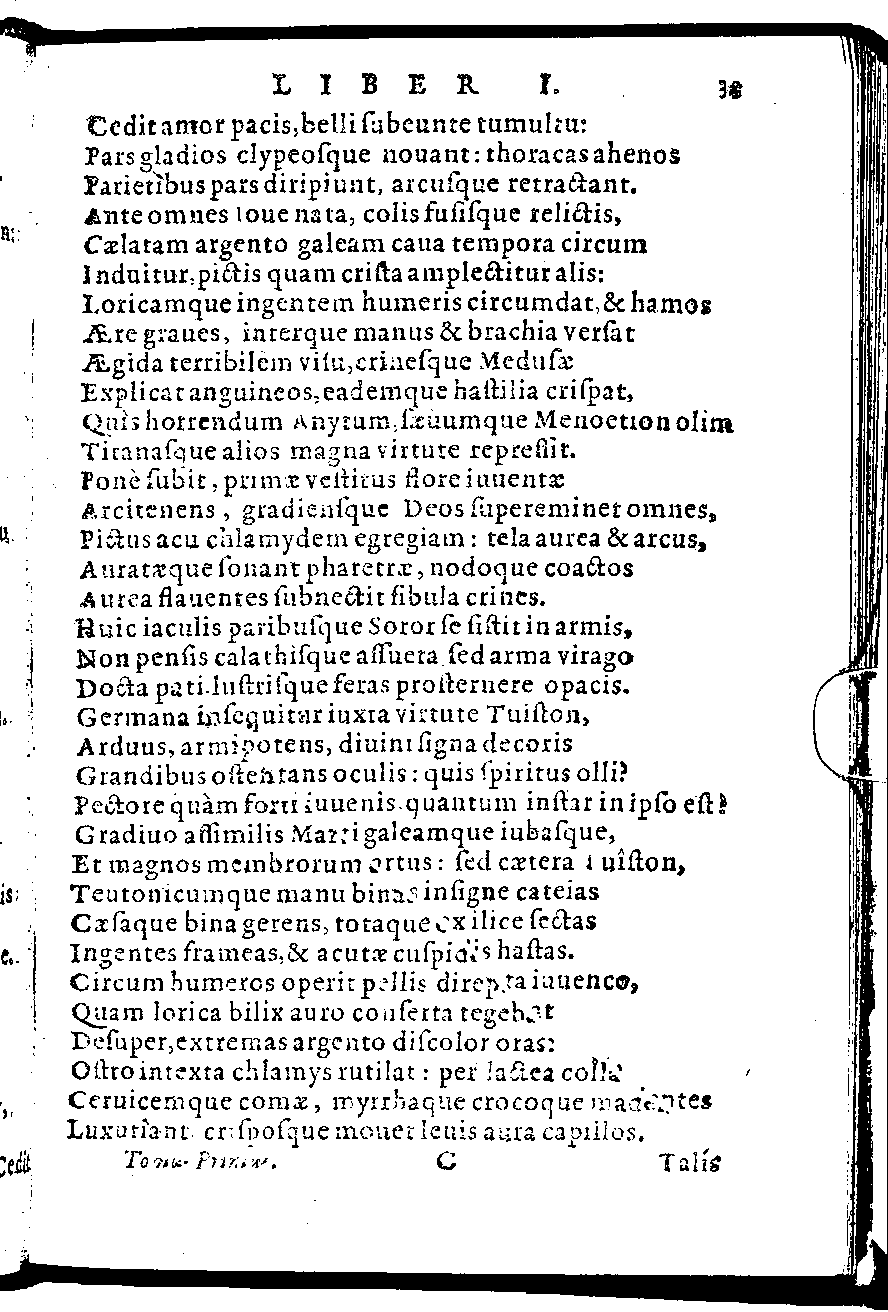 LIBER I.
Cedit amor pacis, belli ſubeunte tumultu:
Pars gladios clypeoſque nouant: thoracas ahenos
Parietibus pars diripiunt, arcuſque retractant.
Ante omnes Ioue nata, colis fuſiſque relictis,
Cælatam argento galeam caua tempora circum
Induitur, pictis quam criſta amplectitur alis:
Loricamque ingentem humeris circumdat, & hamos
Ære graues, interque manus & brachia verſat
Ægida terribilem viſu, crineſque Meduſæ
Explicat anguineos, eademque haſtilia criſpat,
Quîs horrendum Anytum, ſæuumque Menoetion olim
Titanaſque alios magna virtute repreſſit.
Ponè ſubit, primæ veſtitus flore iuuentæ
Arcitenens, gradienſque Deos ſupereminet omnes,
Pictus acu chlamydem egregiam: tela aurea & arcus,
Auratæque ſonant pharetræ, nodoque coactos
Aurea flauentes ſubnectit fibula crines.
Huic iaculis paribuſque Soror ſe ſiſtit in armis,
Non penſis calathiſque aſſueta, ſed arma virago
Docta pati, luſtriſque feras proſternere opacis.
Germana inſequitur iuxta virtute Tuiſton,
Arduus, armipotens, diuini ſigna decoris
Grandibus oſtentans oculis: quis ſpiritus olli?
Pectore quàm forti iuuenis, quantum inſtar in ipſo eſt?
Gradiuo aſſimilis Marti galeamque iubaſque,
Et magnos membrorum ortus: ſed cætera Tuîſton,
Teutonicumque manu binas inſigne cateias
Cæſaque bina gerens, totaque ex ilice ſectas
Ingentes frameas, & acutæ cuſpidis haſtas.
Circum humeros operit pellis direpta iuuenco,
Quam lorica bilix auro conſerta tegebat
Deſuper, extremas argento diſcolor oras:
Oſtro intexta chlamys rutilat: per lactea colla
Ceruicemque comæ, myrrhaque crocoque madentes
Luxuriant, criſpoſque mouet leuis aura capillos.
Tomus Primus. C Talis
Cedit